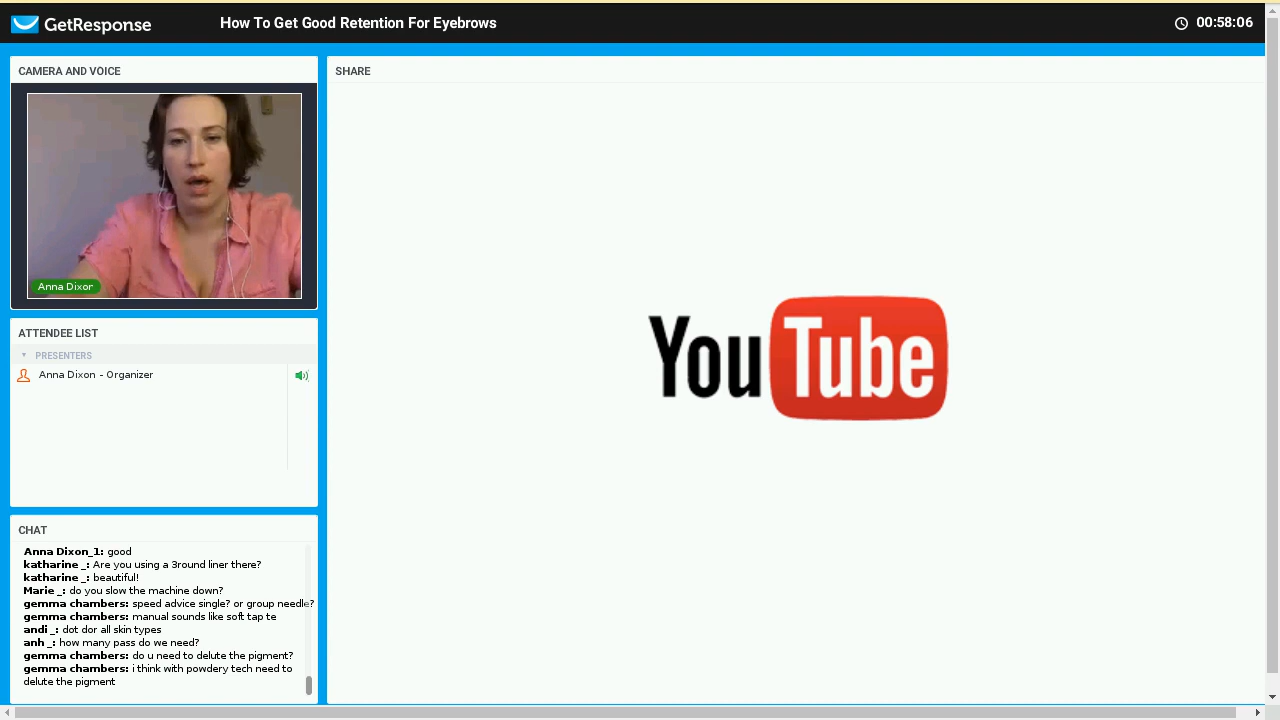 GetResponse
How To Get Good Retention For Eyebrows
00:58:06
CAMERA AND VOICE
Anna Dixon
ATTENDEE LIST
PRESENTERS
Anna Dixon - Organizer
CHAT
Anna Dixon_1: good
katharine _: Are you using a 3round liner there?
katharine _: beautiful!
Marie _: do you slow the machine down?
gemma chambers: speed advice single? or group needle?
gemma chambers: manual sounds like soft tap te
andi _: dot dor all skin types
anh _: how many pass do we need?
gemma chambers: do u need to delute the pigment?
gemma chambers: i think with powdery tech need to
delute the pigment
SHARE
YouTube